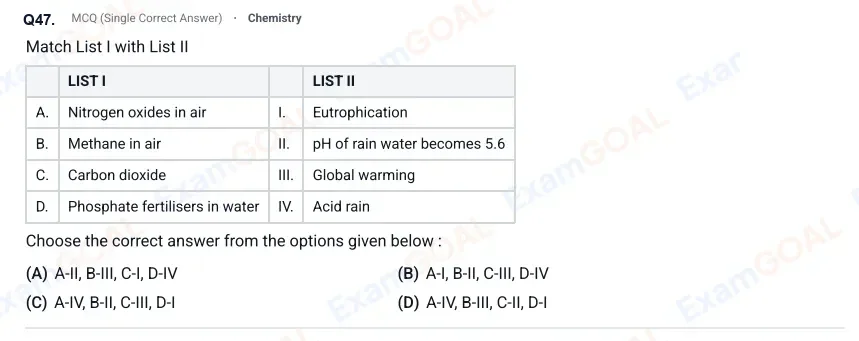 Q47. MCQ (Single Correct Answer) · Chemistry
Match List I with List II
LIST I LIST II
A. Nitrogen oxides in air I. Eutrophication
B. Methane in air II. pH of rain water becomes 5.6
C. Carbon dioxide III. Global warming
D. Phosphate fertilisers in water IV. Acid rain
Choose the correct answer from the options given below :
(A) A-II, B-III, C-I, D-IV (B) A-I, B-II, C-III, D-IV
(C) A-IV, B-II, C-III, D-I (D) A-IV, B-III, C-II, D-I
ExamGOAL